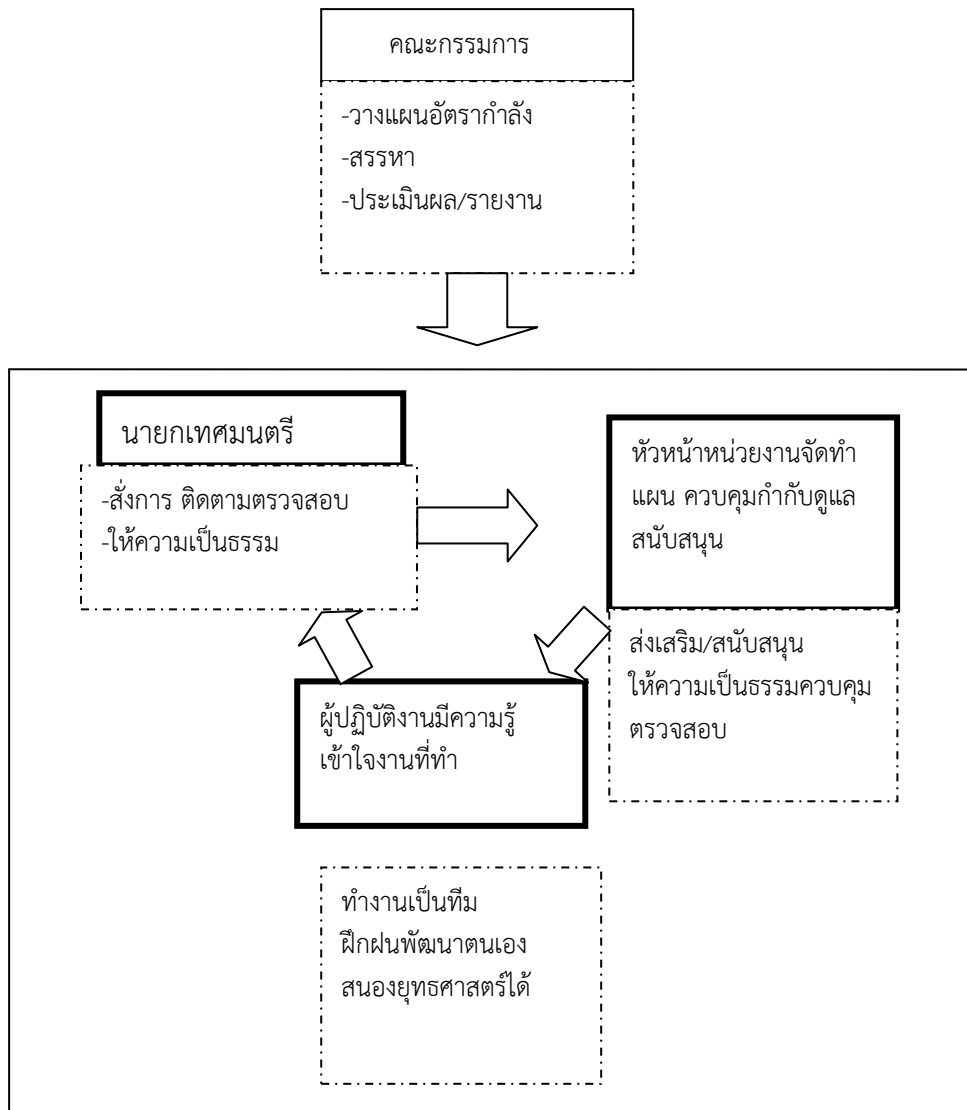 คณะกรรมการ
-วางแผนอัตรากำลัง
-สรรหา
-ประเมินผล/รายงาน
นายกเทศมนตรี
-สั่งการ ติดตามตรวจสอบ
-ให้ความเป็นธรรม
หัวหน้าหน่วยงานจัดทำ
แผน ควบคุมกำกับดูแล
สนับสนุน
ส่งเสริม/สนับสนุน
ให้ความเป็นธรรมควบคุม
ตรวจสอบ
ผู้ปฏิบัติงานมีความรู้
เข้าใจงานที่ทำ
ทำงานเป็นทีม
ฝึกฝนพัฒนาตนเอง
สนองยุทธศาสตร์ได้